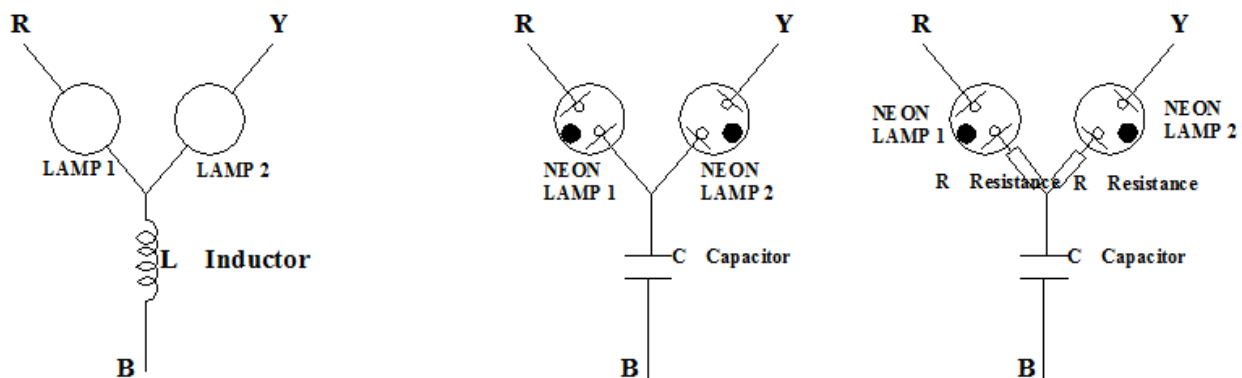 R
Y
LAMP 1
LAMP 2
L Inductor
B
R
Y
NEON
LAMP 1
NEON
LAMP 2
C Capacitor
B
R
Y
NEON
LAMP 1
NEON
LAMP 2
R Resistance
R Resistance
C Capacitor
B